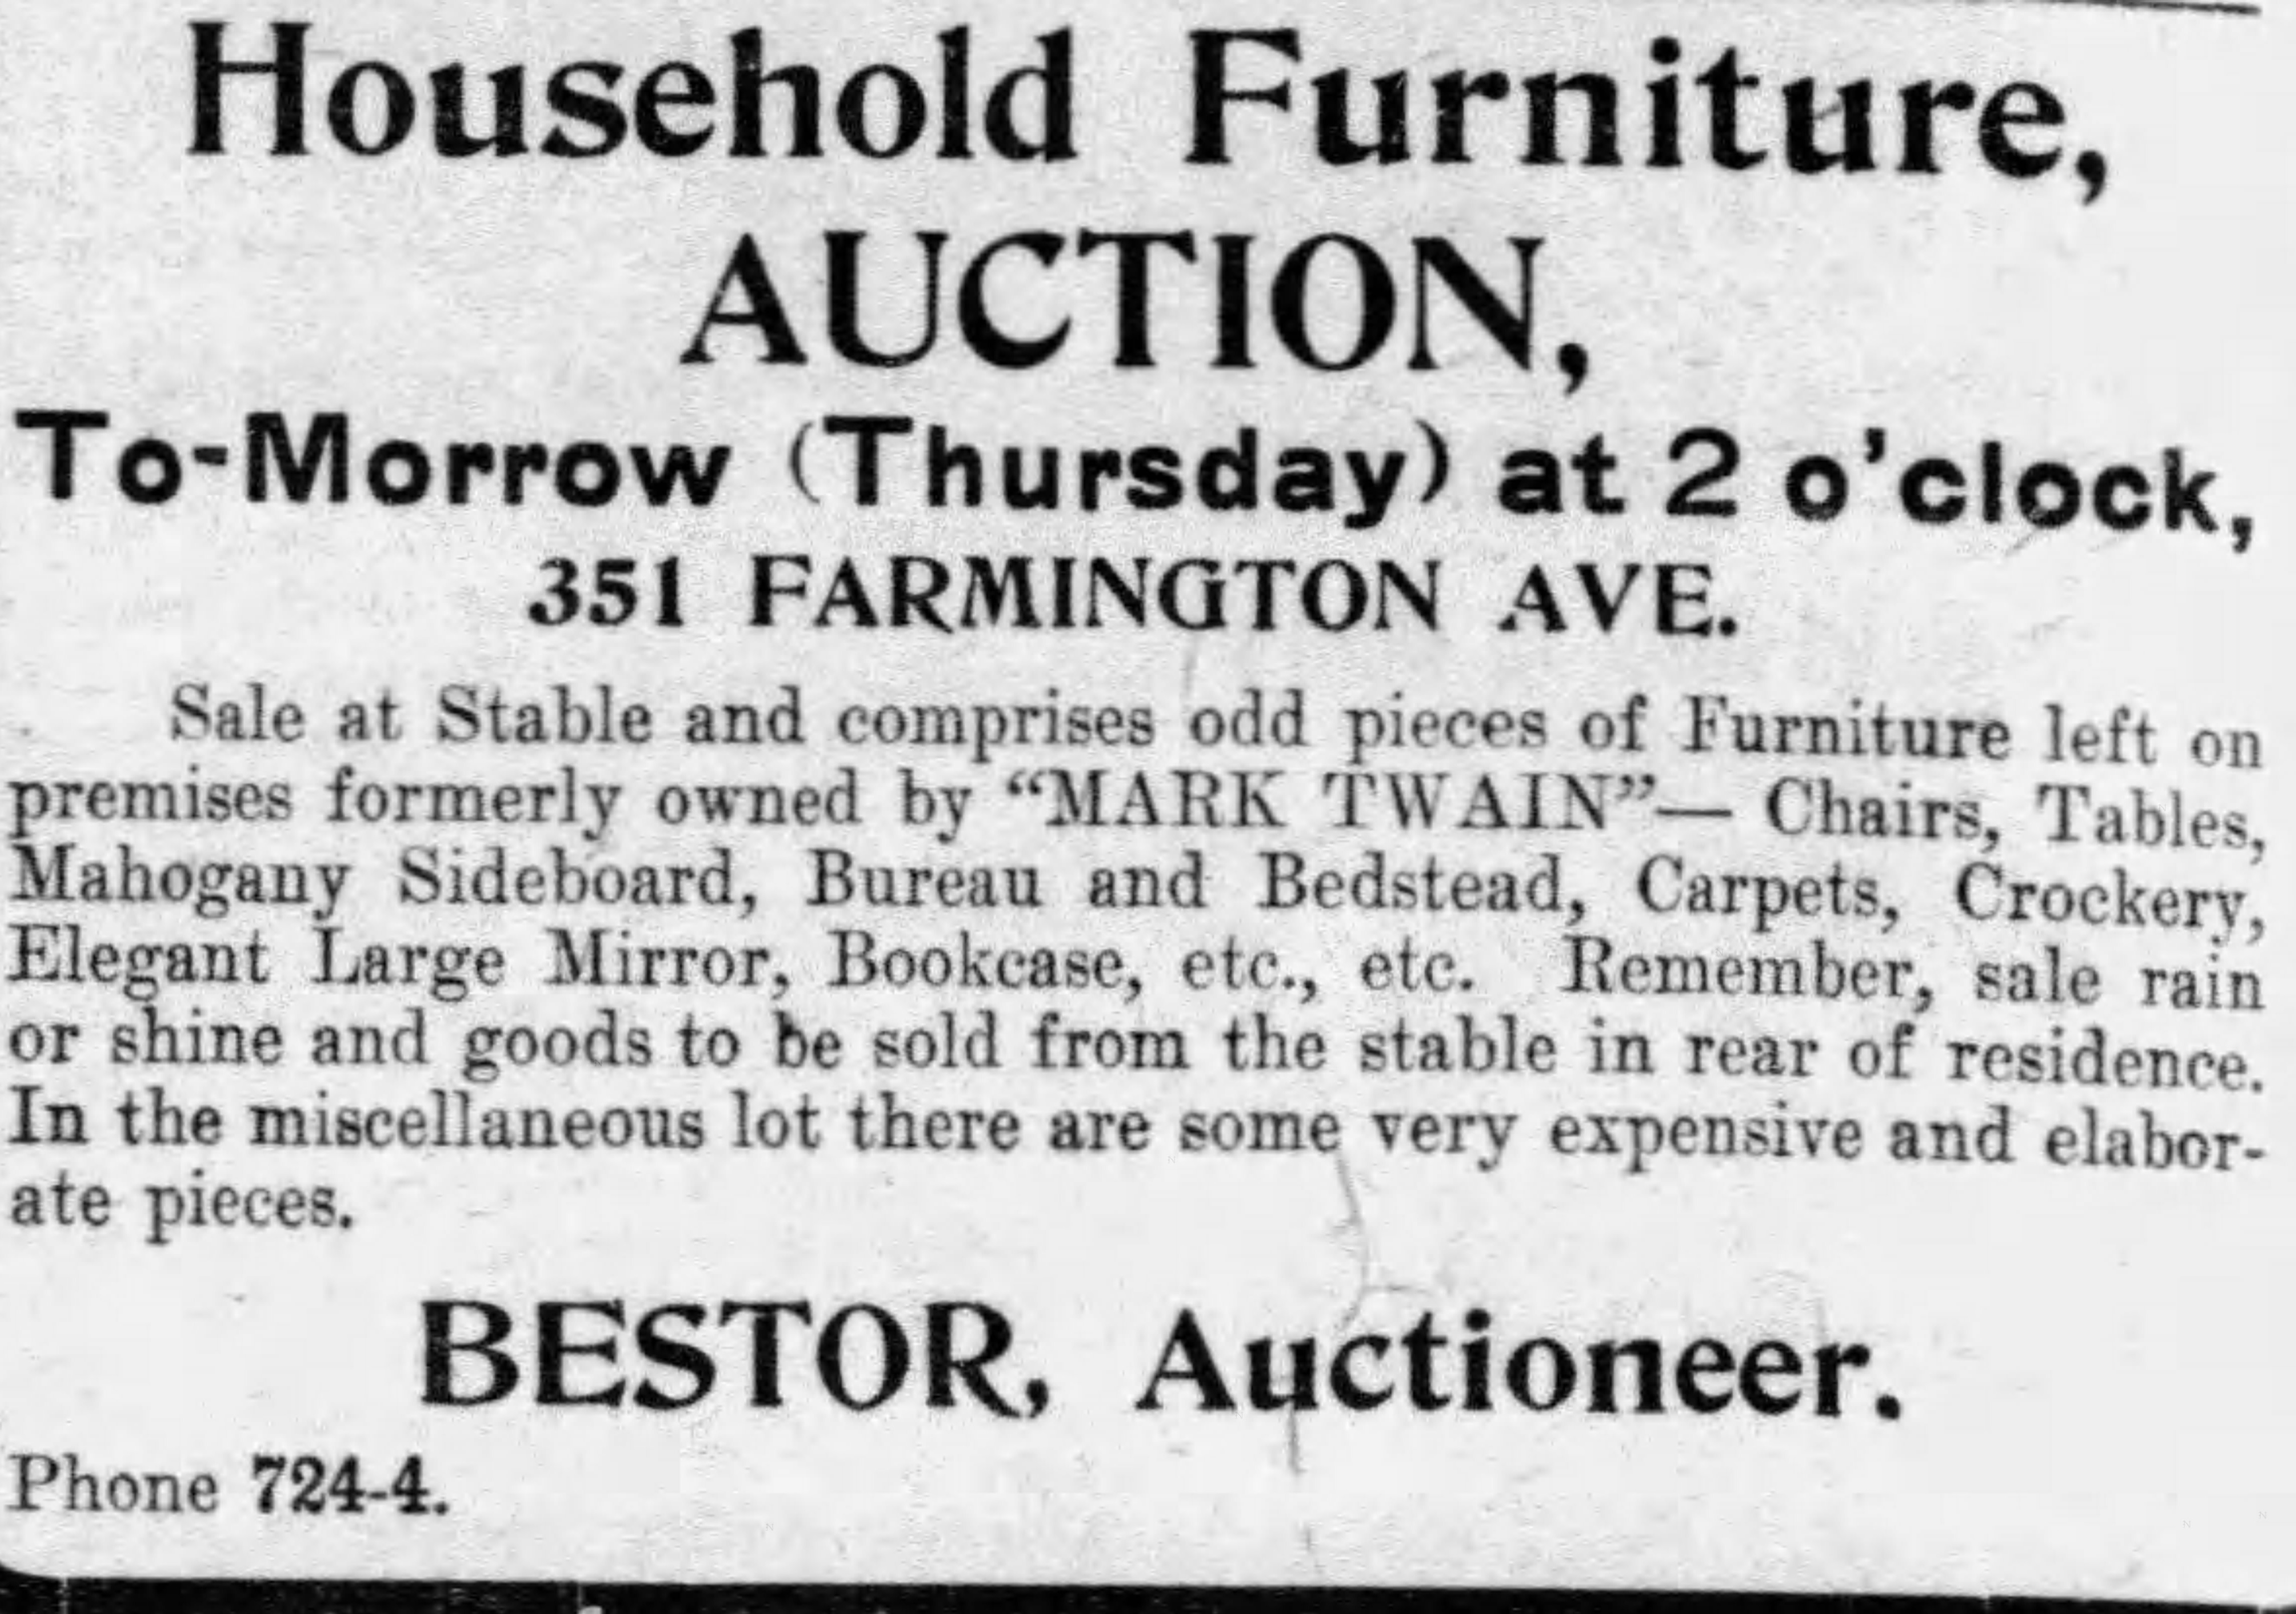 Household Furniture,
AUCTION,
To-Morrow (Thursday) at 2 o'clock,
351 FARMINGTON AVE.
Sale at Stable and comprises odd pieces of Furniture left on
premises formerly owned by “MARK TWAIN”— Chairs, Tables,
Mahogany Sideboard, Bureau and Bedstead, Carpets, Crockery,
Elegant Large Mirror, Bookcase, etc., etc. Remember, sale rain
or shine and goods to be sold from the stable in rear of residence.
In the miscellaneous lot there are some very expensive and elabor-
ate pieces.
BESTOR, Auctioneer.
Phone 724-4.